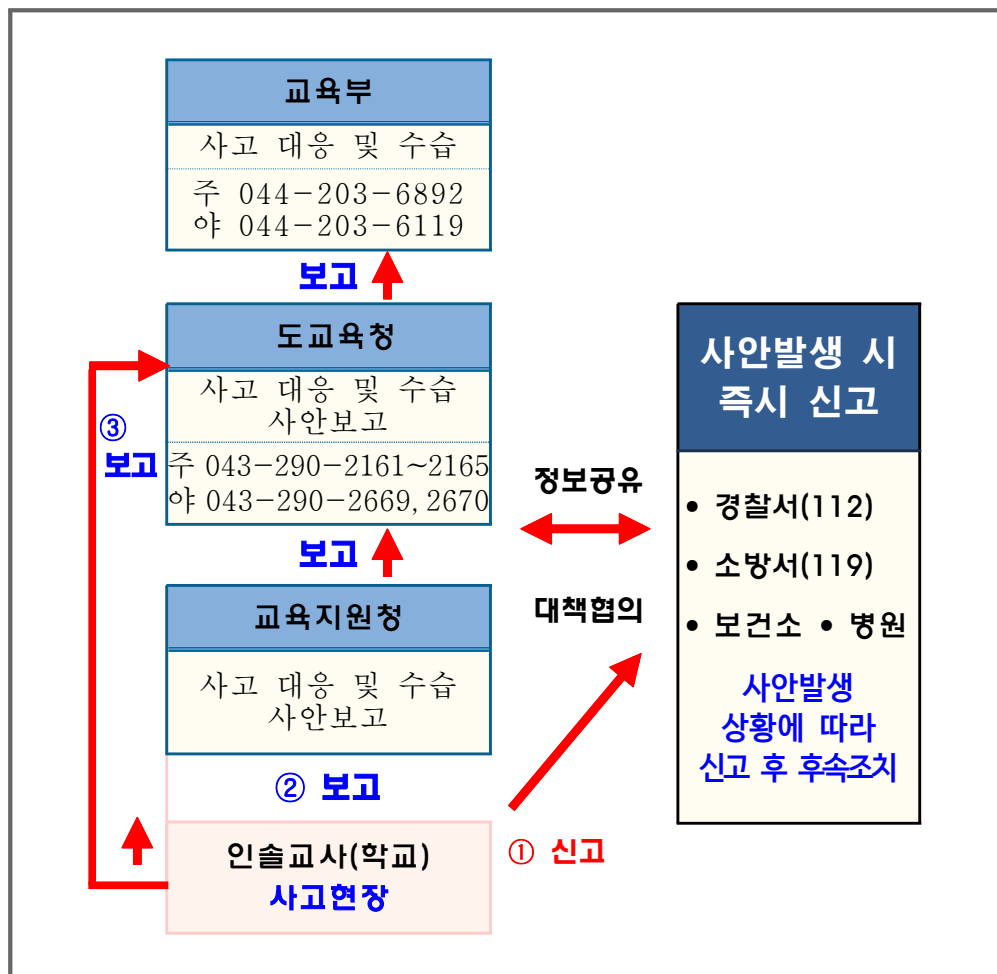 교육부
사고 대응 및 수습
주 044-203-6892
야 044-203-6119
보고
도교육청
사고 대응 및 수습
사안보고
주 043-290-2161~2165
야 043-290-2669, 2670
③
보고
보고
교육지원청
사고 대응 및 수습
사안보고
② 보고
인솔교사(학교)
사고현장
① 신고
정보공유
대책협의
사안발생 시
즉시 신고
• 경찰서(112)
• 소방서(119)
• 보건소 • 병원
사안발생
상황에 따라
신고 후 후속조치